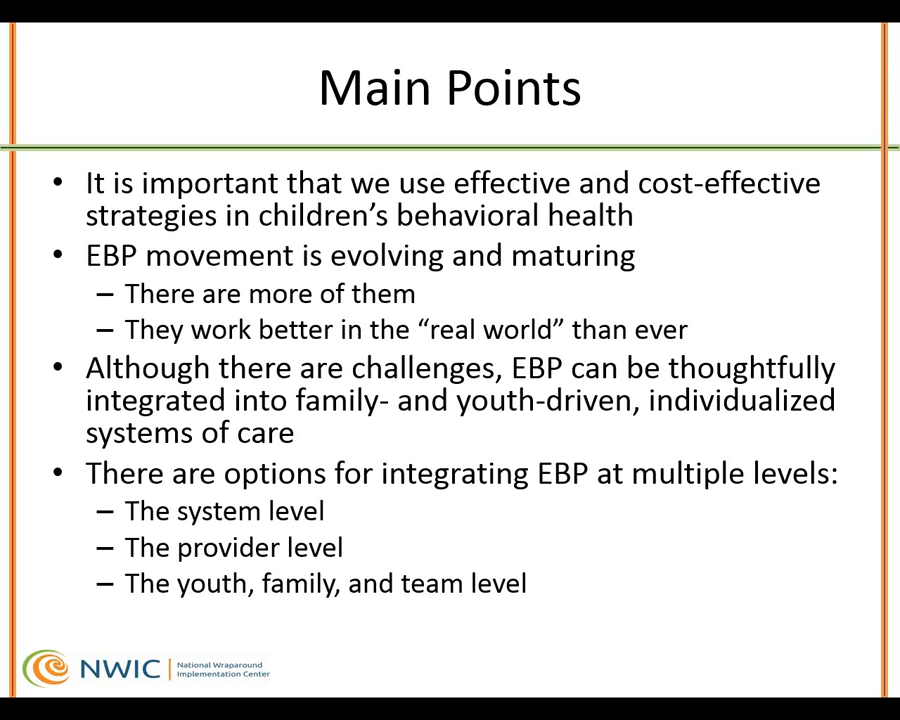 Main Points
• It is important that we use effective and cost-effective
strategies in children’s behavioral health
• EBP movement is evolving and maturing
– There are more of them
– They work better in the “real world” than ever
• Although there are challenges, EBP can be thoughtfully
integrated into family- and youth-driven, individualized
systems of care
• There are options for integrating EBP at multiple levels:
– The system level
– The provider level
– The youth, family, and team level
NWIC | National Wraparound
Implementation Center